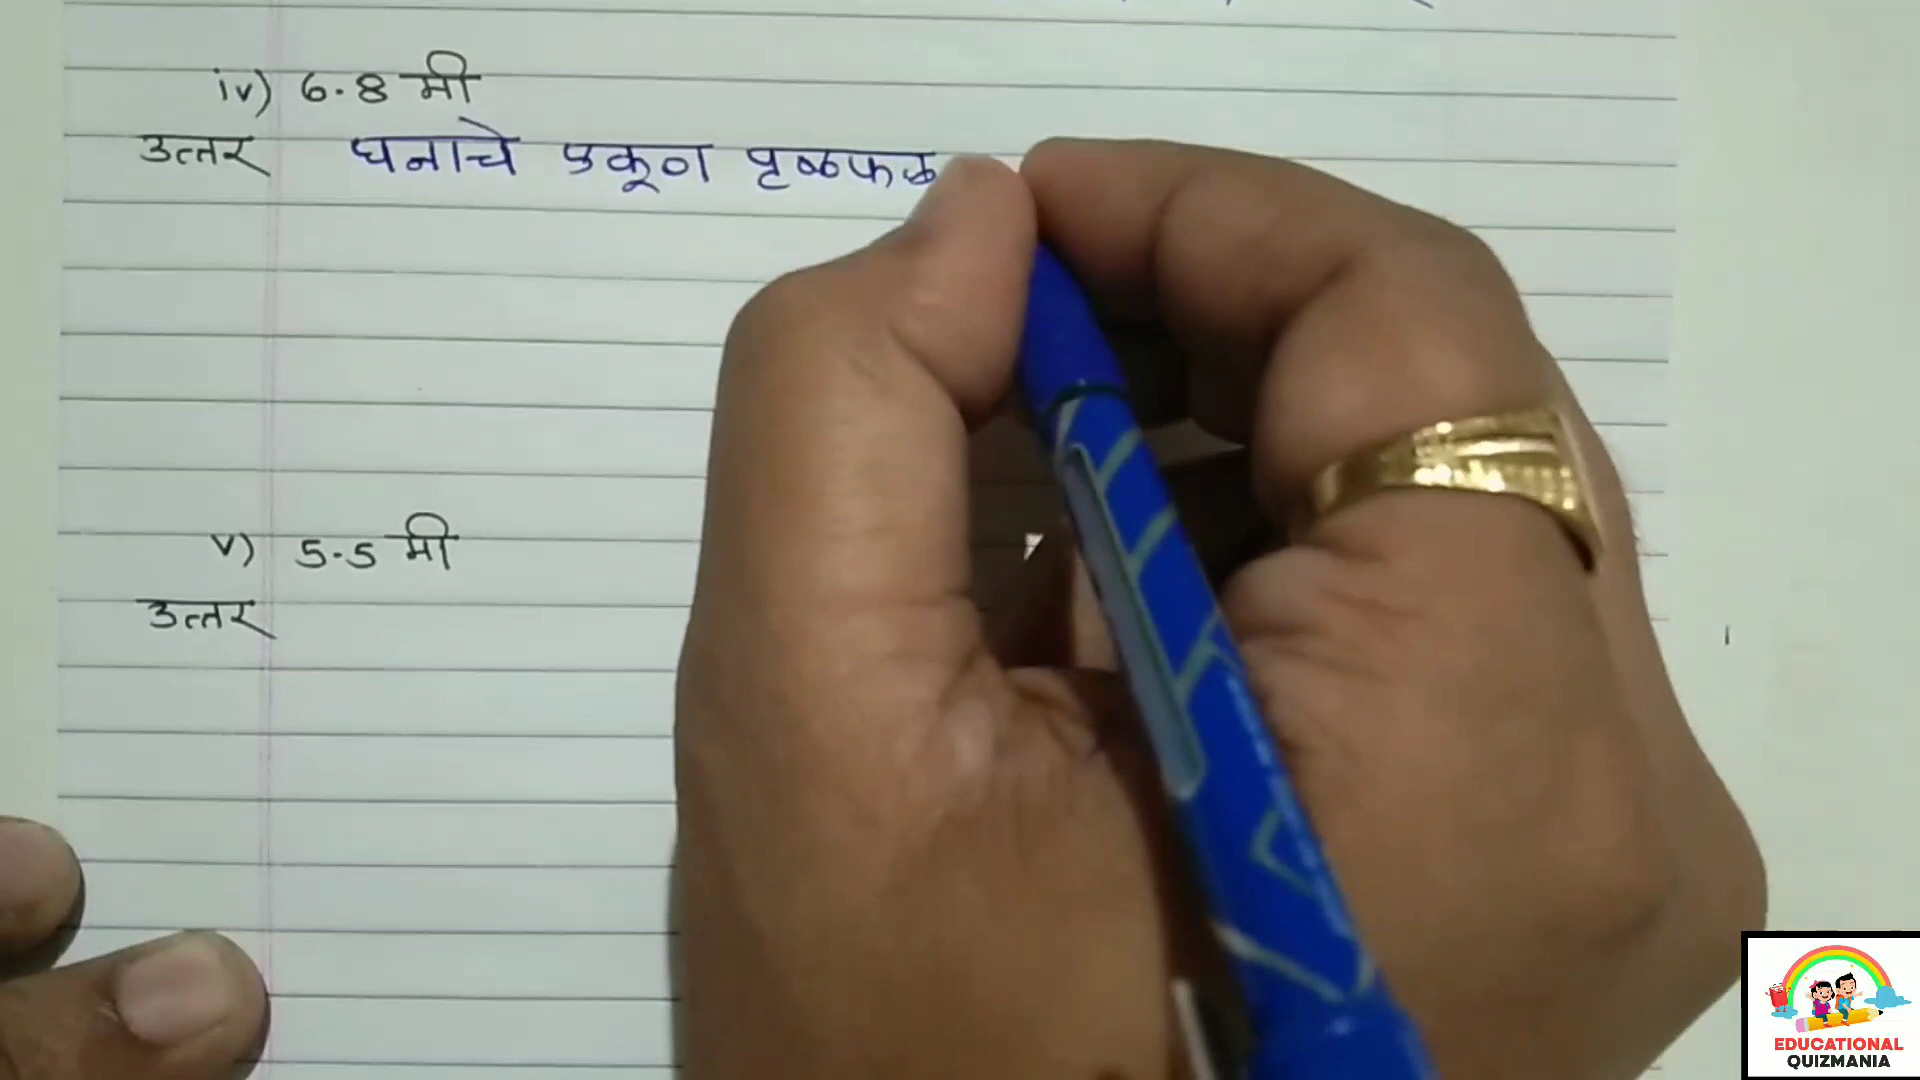 iv) 6.8 मी
उत्तर घनाचे एकूण पृष्ठफळ
v) 5.5 मी
उत्तर
EDUCATIONAL
QUIZMANIA